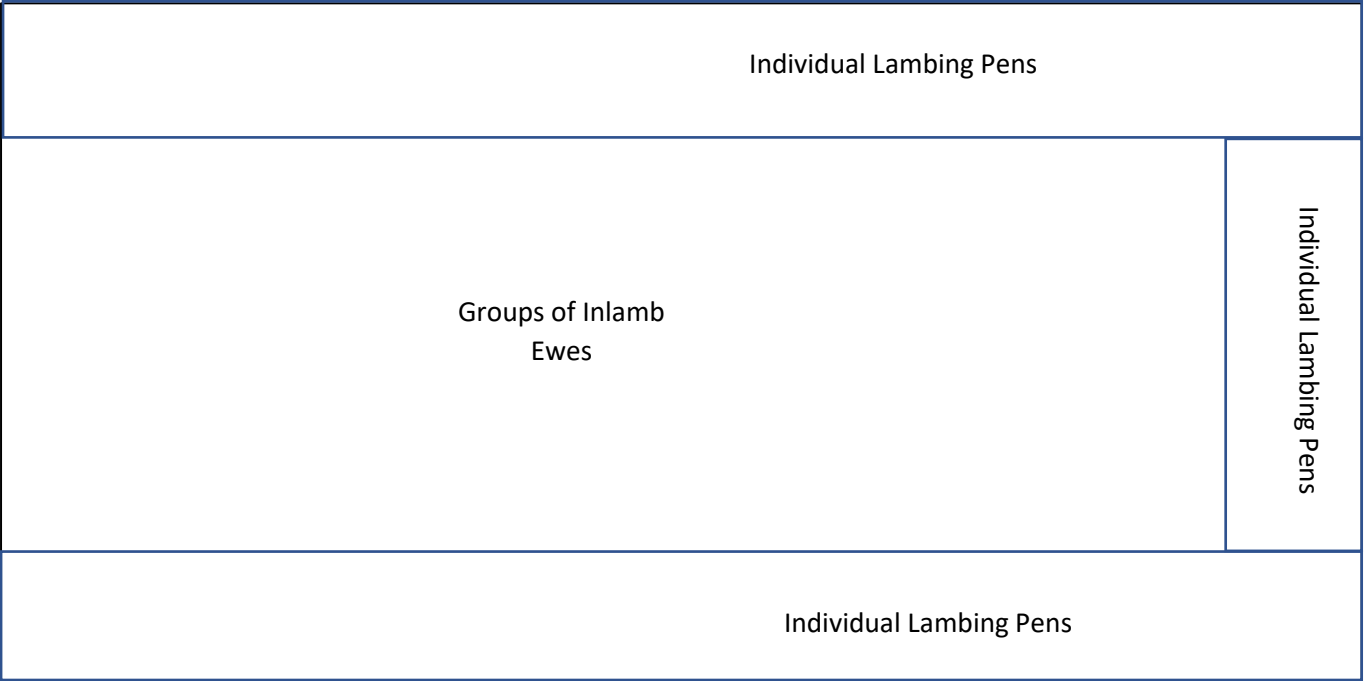 Individual Lambing Pens
Groups of Inlamb
Ewes
Individual Lambing Pens
Individual Lambing Pens